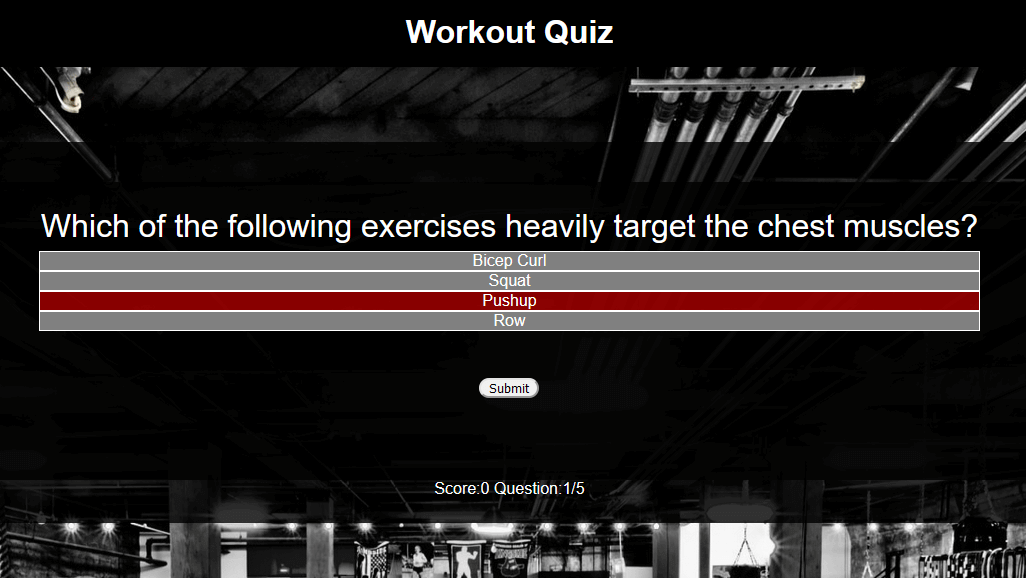 Workout Quiz
Which of the following exercises heavily target the chest muscles?
Bicep Curl
Squat
Pushup
Row
Submit
Score:0 Question:1/5